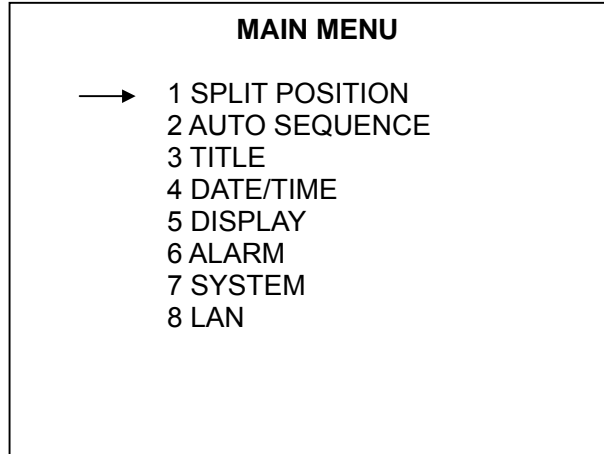 MAIN MENU
1 SPLIT POSITION
2 AUTO SEQUENCE
3 TITLE
4 DATE/TIME
5 DISPLAY
6 ALARM
7 SYSTEM
8 LAN